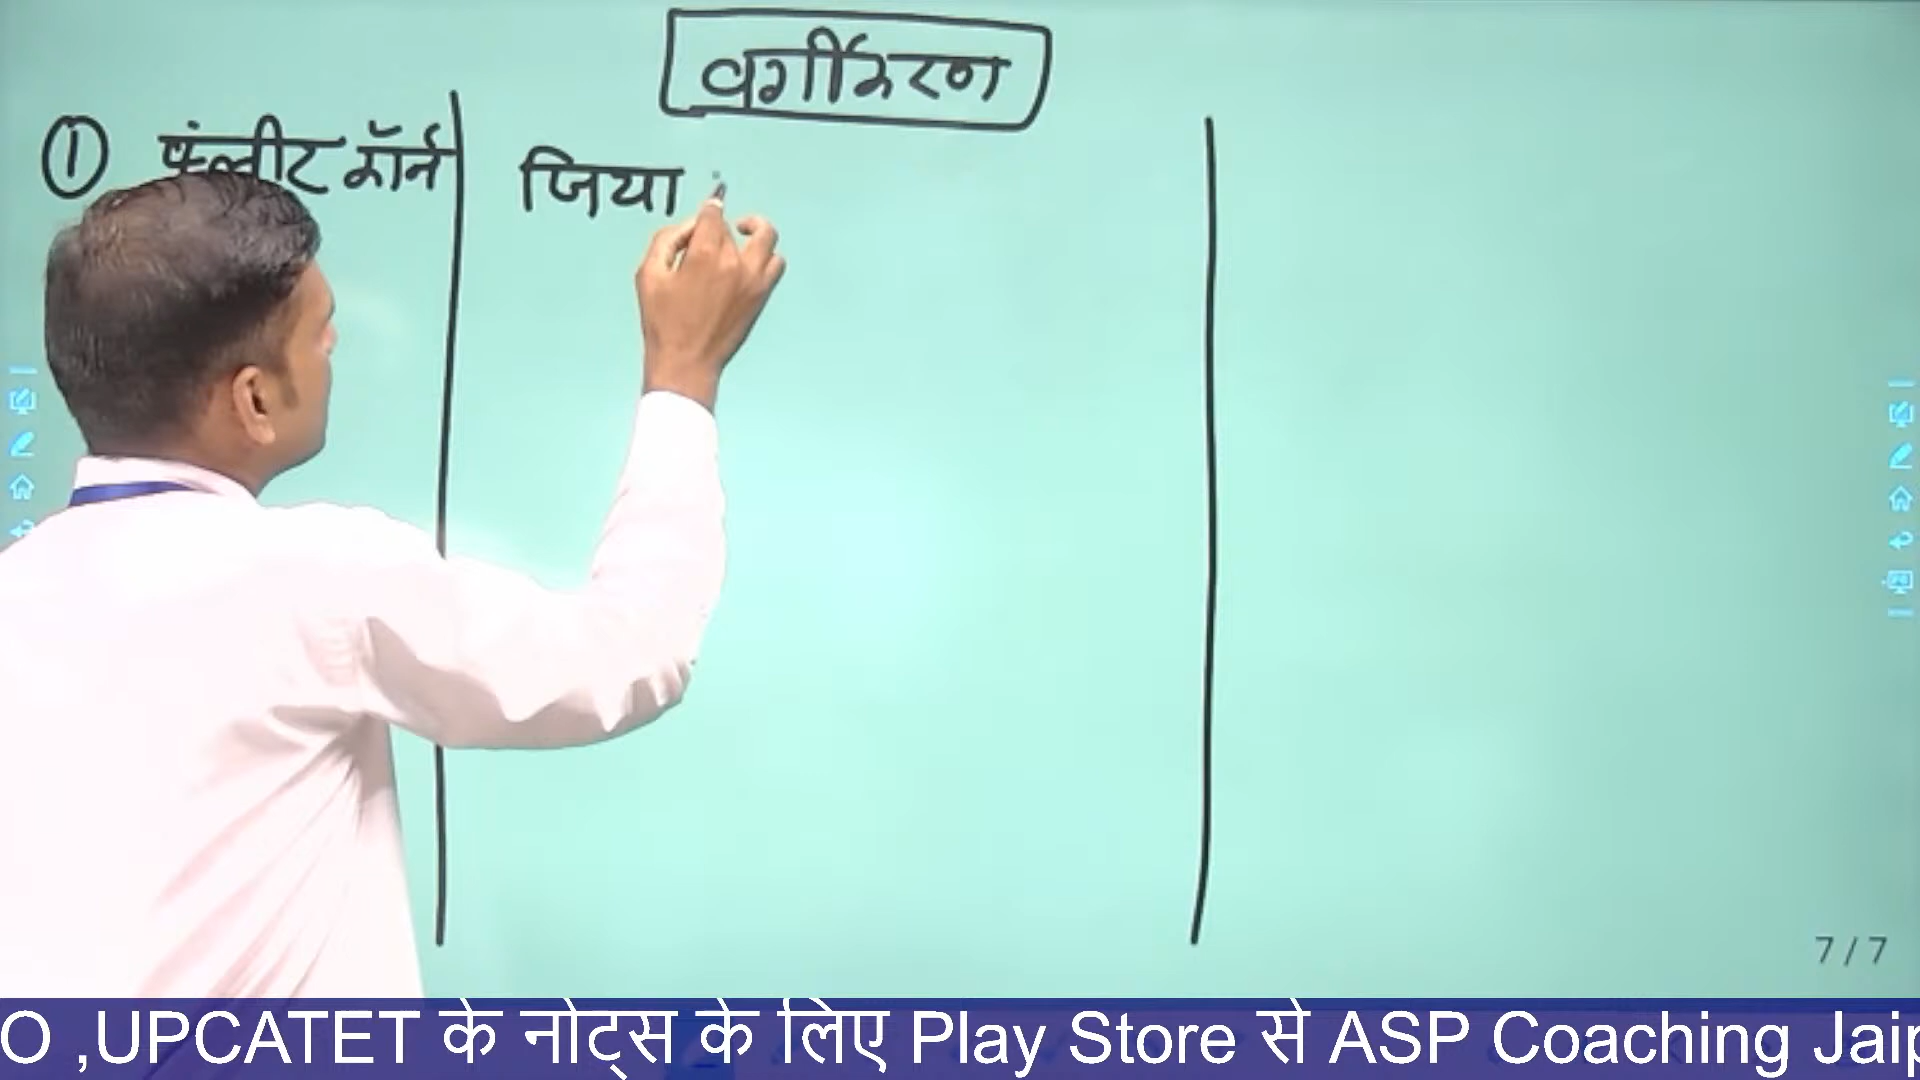 वर्गीकरण
① फ्लींट कॉर्न
जिया
7 / 7
O ,UPCATET के नोट्स के लिए Play Store से ASP Coaching Jaip